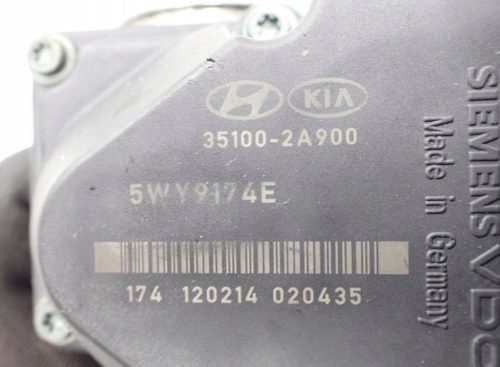 KIA
35100-2A900
5WY9174E
174 120214 020435
SIEMENS VDO
Made in Germany